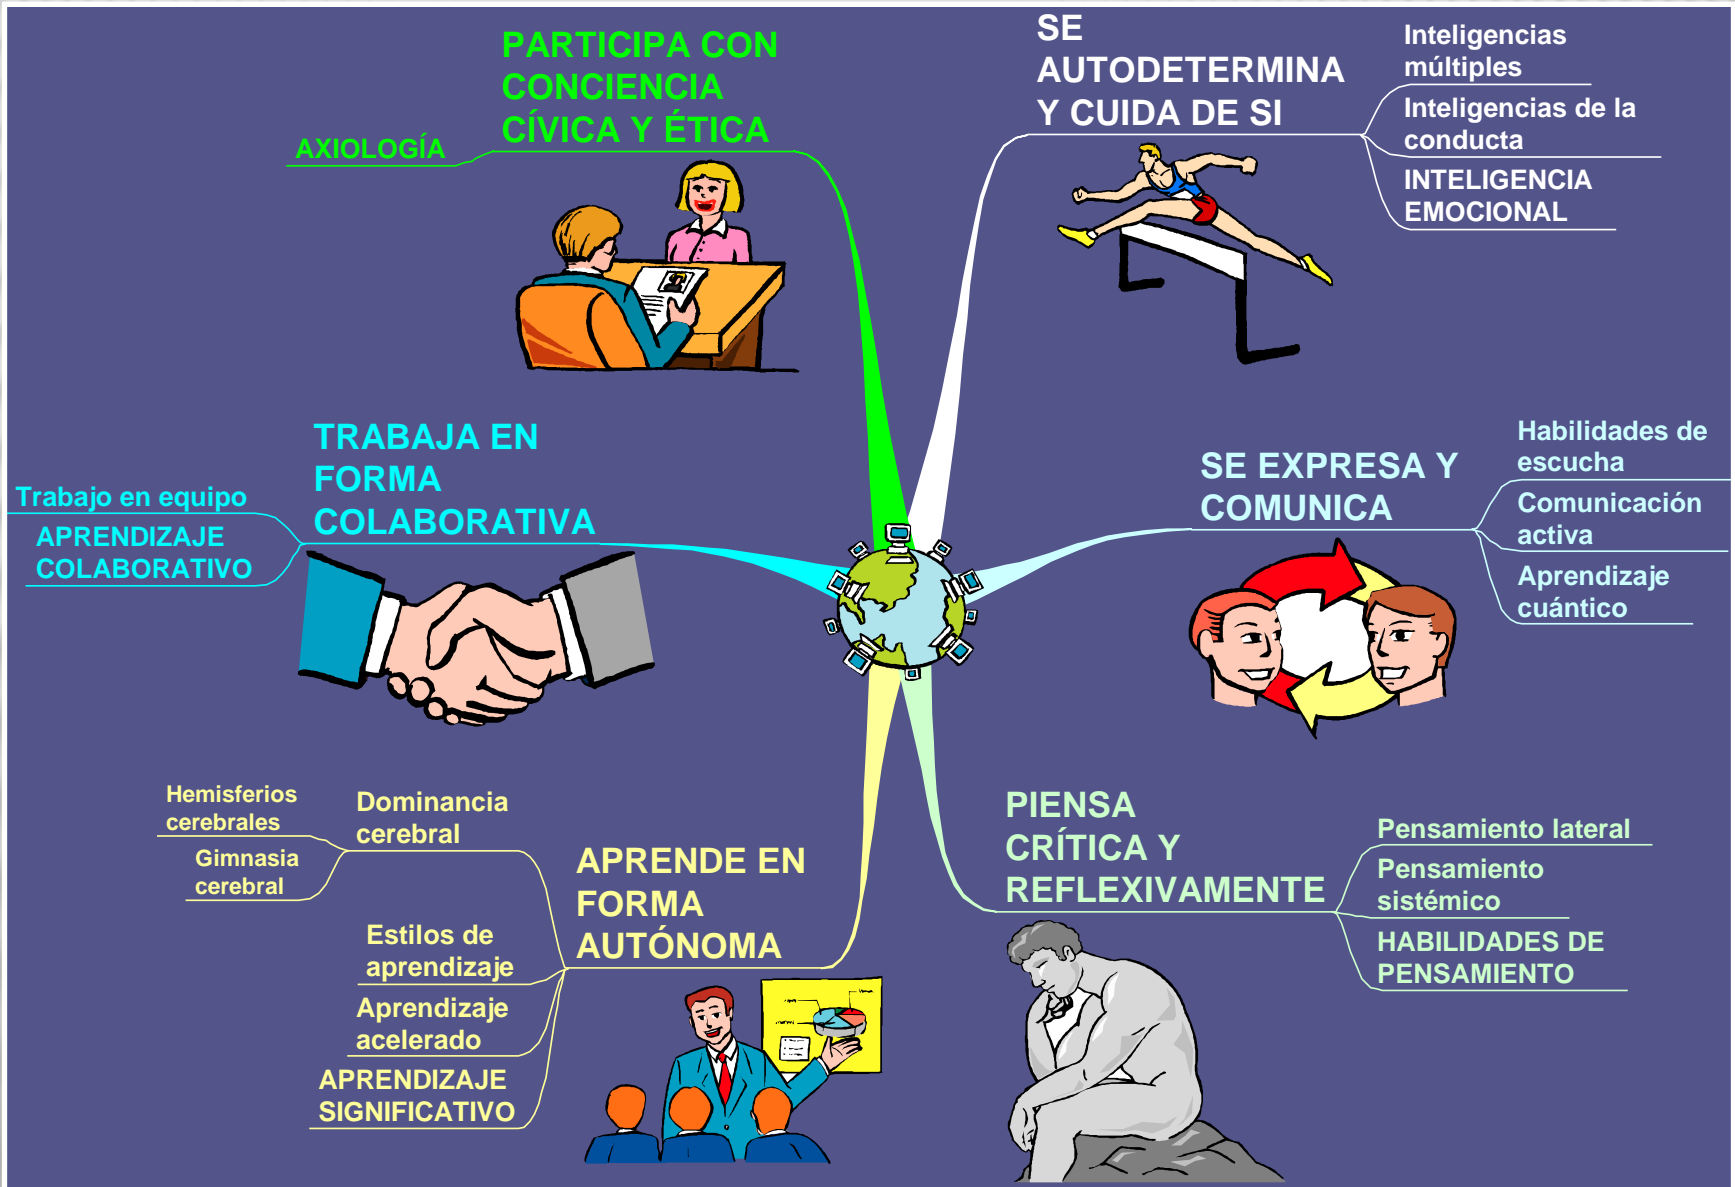 PARTICIPA CON
CONCIENCIA
CÍVICA Y ÉTICA
AXIOLOGÍA
SE
AUTODETERMINA
Y CUIDA DE SI
Inteligencias
múltiples
Inteligencias de la
conducta
INTELIGENCIA
EMOCIONAL
TRABAJA EN
FORMA
COLABORATIVA
Trabajo en equipo
APRENDIZAJE
COLABORATIVO
SE EXPRESA Y
COMUNICA
Habilidades de
escucha
Comunicación
activa
Aprendizaje
cuántico
APRENDE EN
FORMA
AUTÓNOMA
Dominancia
cerebral
Hemisferios
cerebrales
Gimnasia
cerebral
Estilos de
aprendizaje
Aprendizaje
acelerado
APRENDIZAJE
SIGNIFICATIVO
PIENSA
CRÍTICA Y
REFLEXIVAMENTE
Pensamiento lateral
Pensamiento
sistémico
HABILIDADES DE
PENSAMIENTO